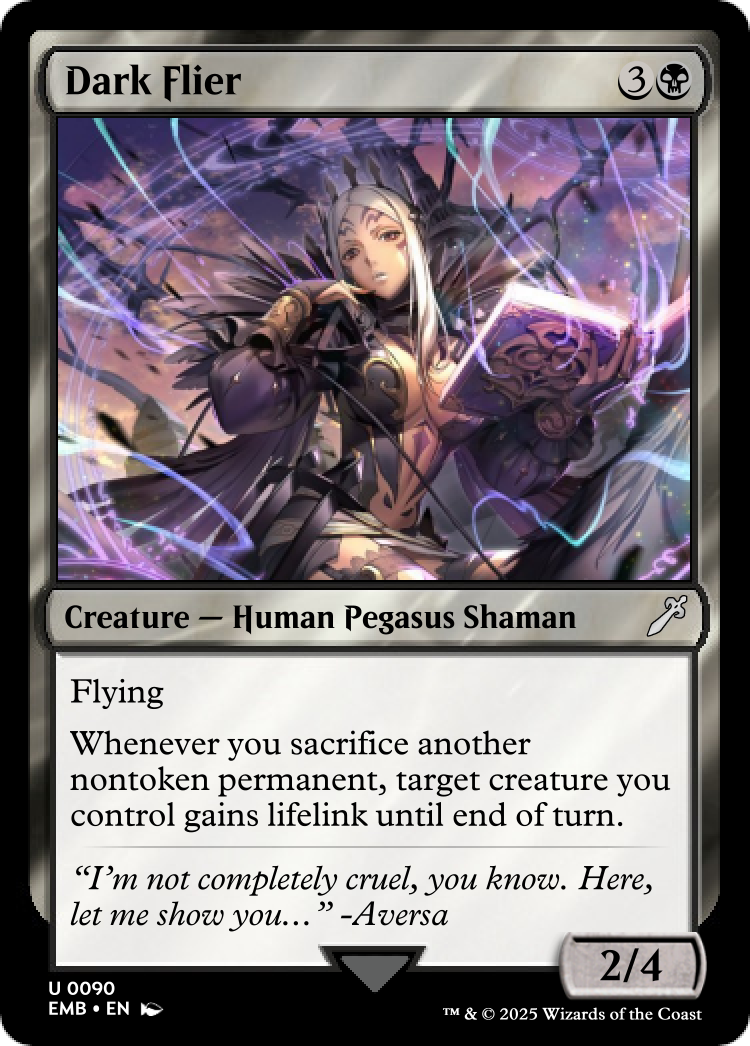 Dark Flier 3
Creature — Human Pegasus Shaman
Flying
Whenever you sacrifice another
nontoken permanent, target creature you
control gains lifelink until end of turn.
“I’m not completely cruel, you know. Here,
let me show you…” -Aversa
2/4
U 0090
EMB • EN
™ & © 2025 Wizards of the Coast